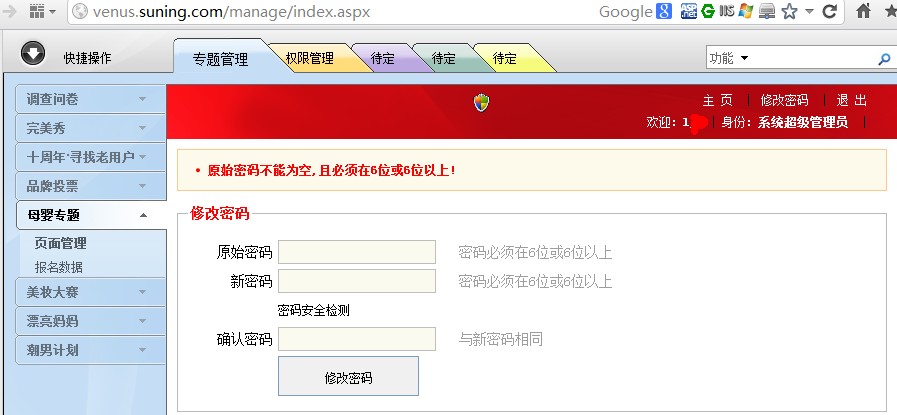 venus.suning.com/manage/index.aspx
Google
快捷操作
专题管理 权限管理 待定 待定 待定
功能
主 页 | 修改密码 | 退 出
欢迎: 1 | 身份: 系统超级管理员 |
调查问卷
完美秀
十周年·寻找老用户
品牌投票
母婴专题
页面管理
报名数据
美妆大赛
漂亮妈妈
潮男计划
• 原始密码不能为空,且必须在6位或6位以上!
修改密码
原始密码 密码必须在6位或6位以上
新密码 密码必须在6位或6位以上
密码安全检测
确认密码 与新密码相同
修改密码